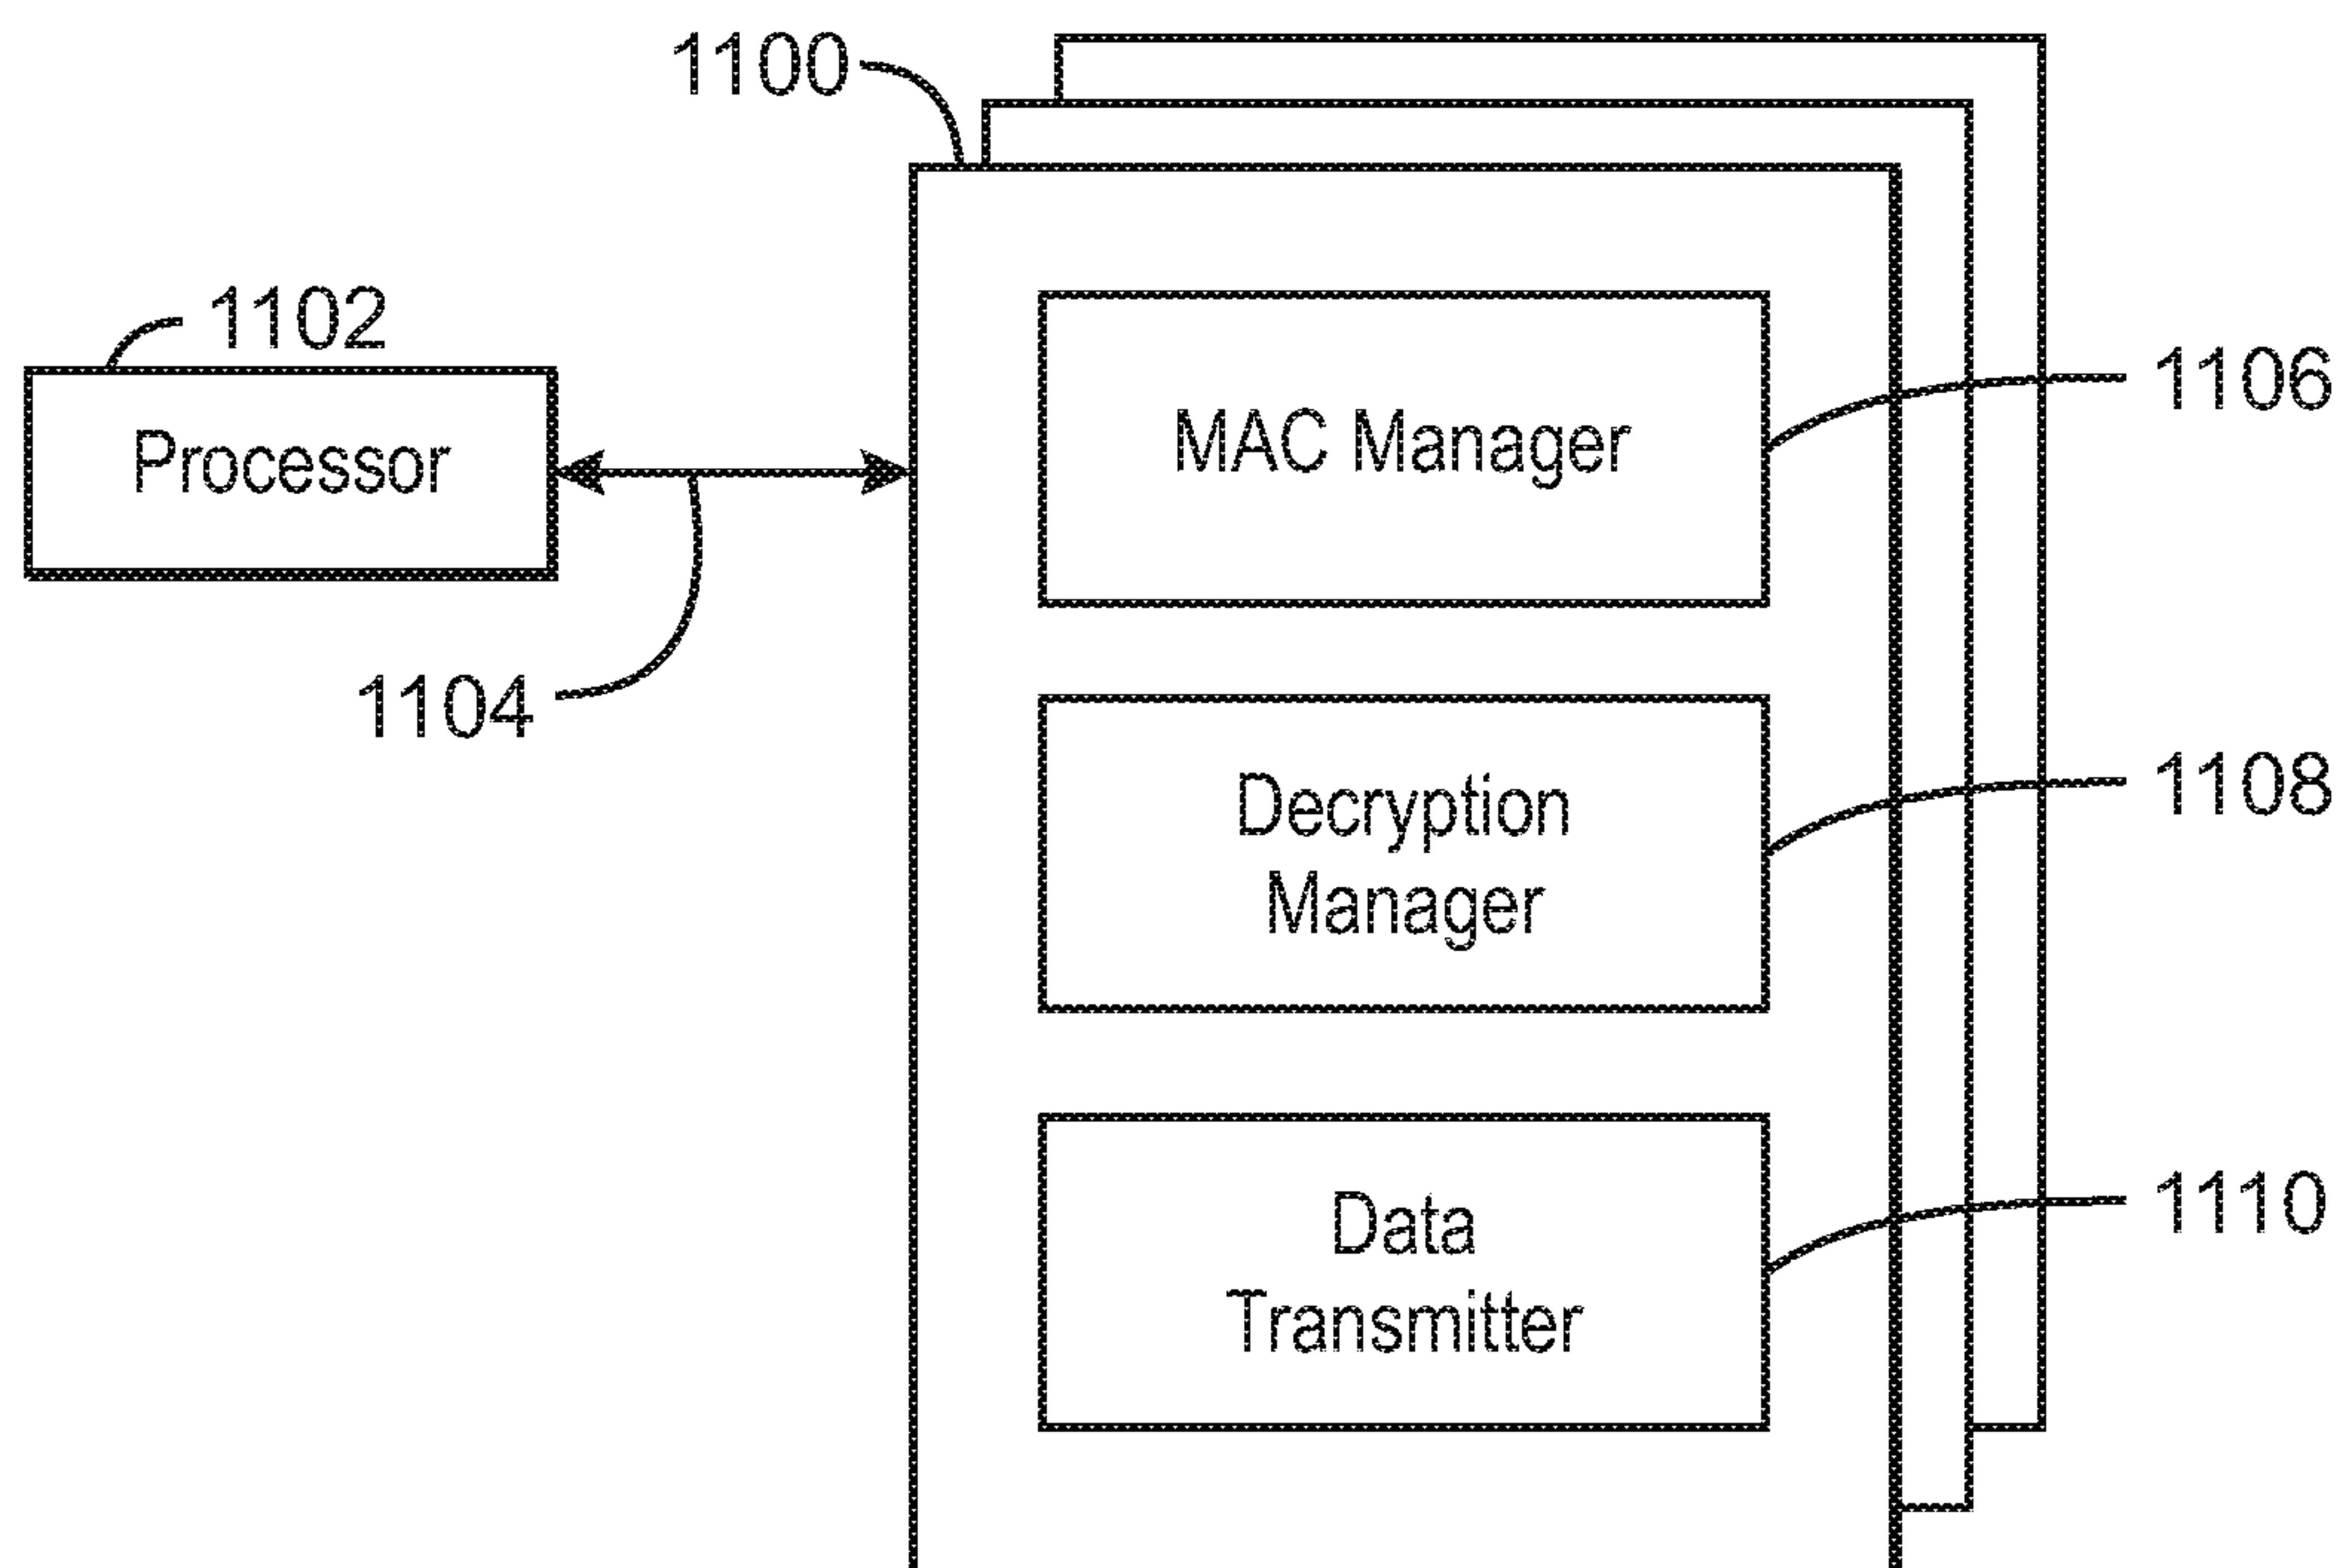 1100
1102
Processor
1104
MAC Manager
1106
Decryption
Manager
1108
Data
Transmitter
1110